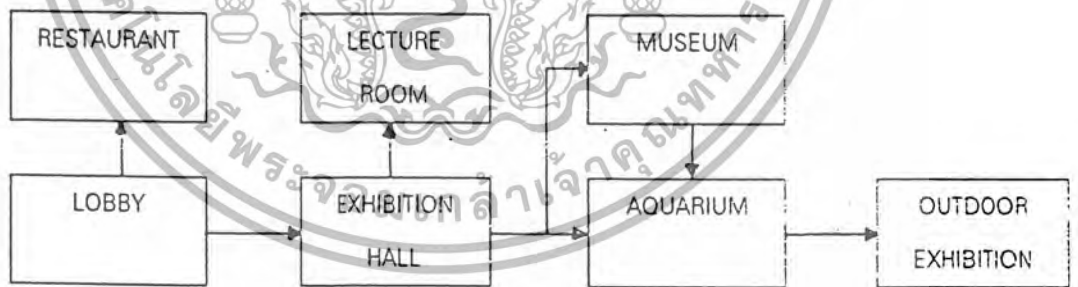 RESTAURANT
LECTURE
ROOM
MUSEUM
LOBBY
EXHIBITION
HALL
AQUARIUM
OUTDOOR
EXHIBITION